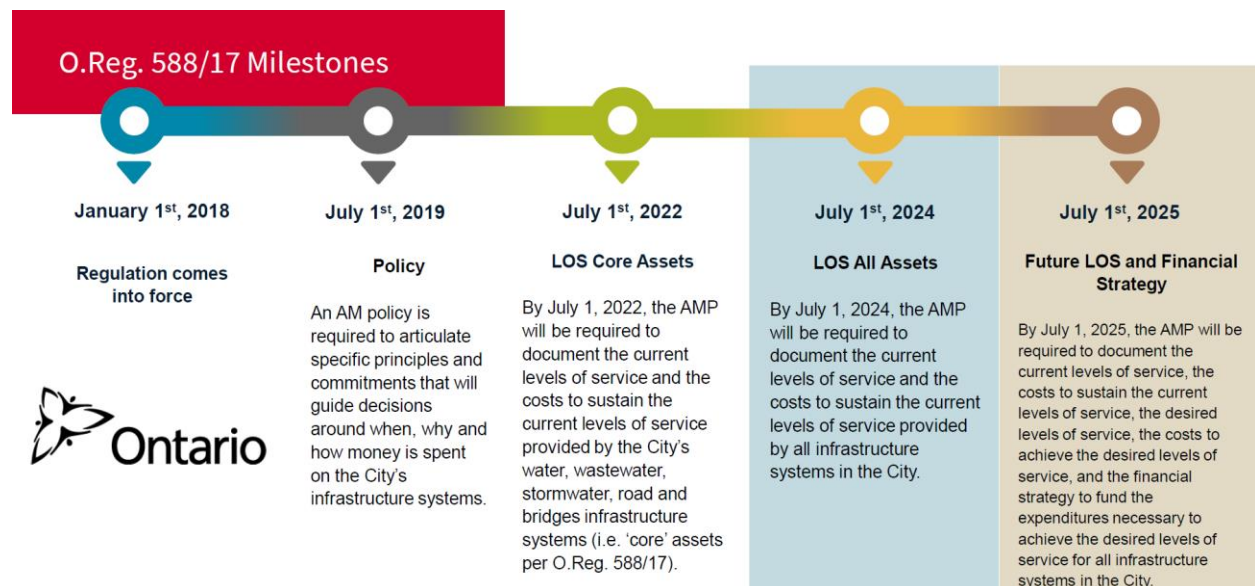 O.Reg. 588/17 Milestones
January 1st, 2018
Regulation comes
into force
Ontario
July 1st, 2019
Policy
An AM policy is
required to articulate
specific principles and
commitments that will
guide decisions
around when, why and
how money is spent
on the City's
infrastructure systems.
July 1st, 2022
LOS Core Assets
By July 1, 2022, the AMP
will be required to
document the current
levels of service and the
costs to sustain the
current levels of service
provided by the City's
water, wastewater,
stormwater, road and
bridges infrastructure
systems (i.e. 'core' assets
per O.Reg. 588/17).
July 1st, 2024
LOS All Assets
By July 1, 2024, the AMP
will be required to
document the current
levels of service and the
costs to sustain the current
levels of service provided
by all infrastructure
systems in the City.
July 1st, 2025
Future LOS and Financial
Strategy
By July 1, 2025, the AMP will be
required to document the
current levels of service, the
costs to sustain the current
levels of service, the desired
levels of service, the costs to
achieve the desired levels of
service, and the financial
strategy to fund the
expenditures necessary to
achieve the desired levels of
service for all infrastructure
systems in the City.